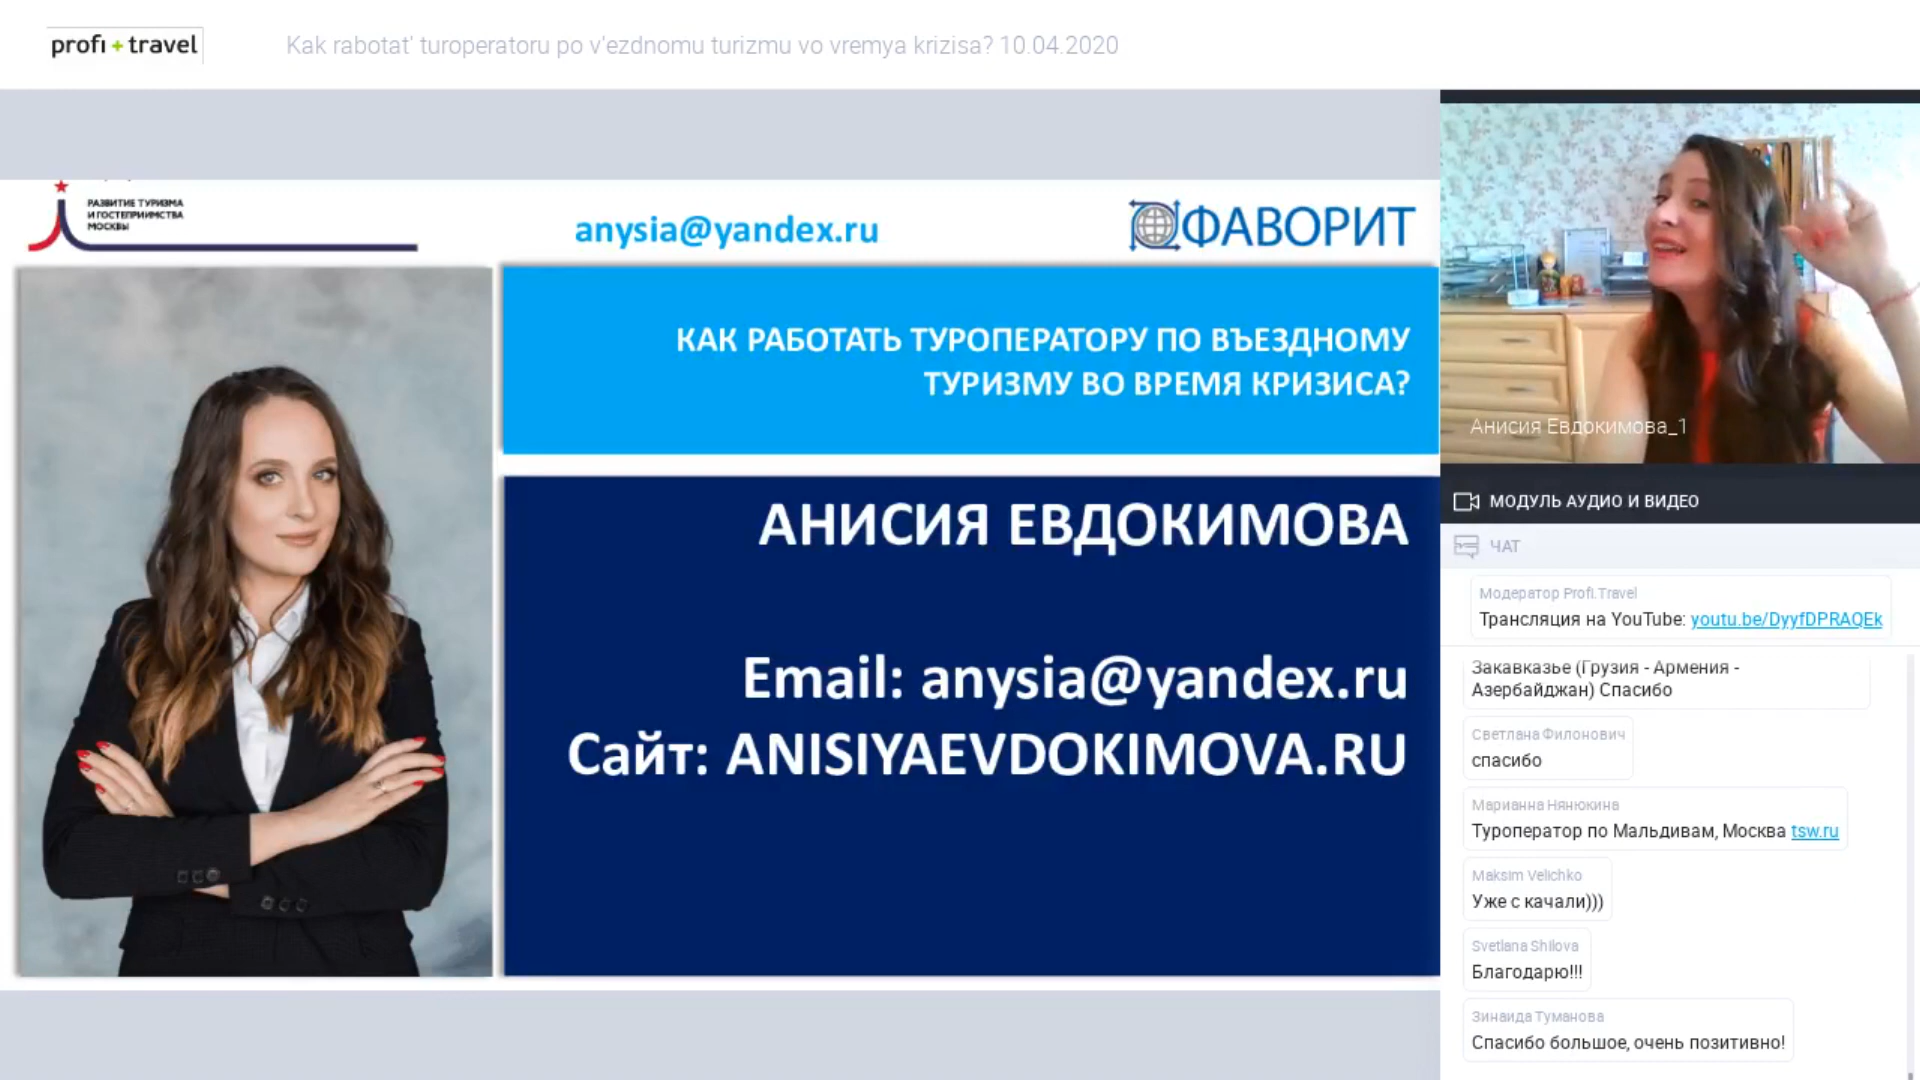 profi + travel
Kak rabotat' turoperatoru po v'ezdnomu turizmu vo vremya krizisa? 10.04.2020
РАЗВИТИЕ ТУРИЗМА
И ГОСТЕПРИИМСТВА
МОСКВЫ
anysia@yandex.ru
ФАВОРИТ
КАК РАБОТАТЬ ТУРОПЕРАТОРУ ПО ВЪЕЗДНОМУ
ТУРИЗМУ ВО ВРЕМЯ КРИЗИСА?
АНИСИЯ ЕВДОКИМОВА
Email: anysia@yandex.ru
Сайт: ANISIYAEVDOKIMOVA.RU
Анисия Евдокимова_1
МОДУЛЬ АУДИО И ВИДЕО
ЧАТ
Модератор Profi.Travel
Трансляция на YouTube: youtu.be/DyyfDPRAQEk
Закавказье (Грузия - Армения -
Азербайджан) Спасибо
Светлана Филонович
спасибо
Марианна Нянюкина
Туроператор по Мальдивам, Москва tsw.ru
Maksim Velichko
Уже с качали)))
Svetlana Shilova
Благодарю!!!
Зинаида Туманова
Спасибо большое, очень позитивно!